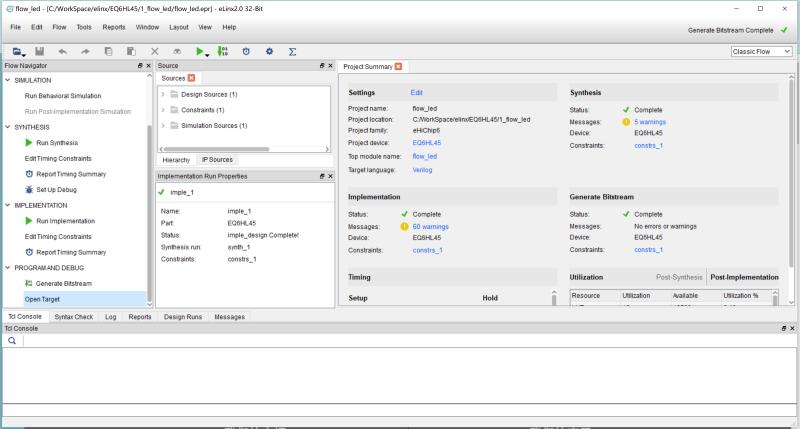 flow_led - [C:/WorkSpace/elinx/EQ6HL45/1_flow_led/flow_led.epr] - eLinx2.0 32-Bit
File Edit Flow Tools Reports Window Layout View Help
Generate Bitstream Complete
Classic Flow
Flow Navigator
SIMULATION
Run Behavioral Simulation
Run Post-Implementation Simulation
SYNTHESIS
Run Synthesis
Edit Timing Constraints
Report Timing Summary
Set Up Debug
IMPLEMENTATION
Run Implementation
Edit Timing Constraints
Report Timing Summary
PROGRAM AND DEBUG
Generate Bitstream
Open Target
Source
Sources
Design Sources (1)
Constraints (1)
Simulation Sources (1)
Hierarchy IP Sources
Implementation Run Properties
imple_1
Name: imple_1
Part: EQ6HL45
Status: imple_design Complete!
Synthesis run: synth_1
Constraints: constrs_1
Project Summary
Settings Edit
Project name: flow_led
Project location: C:/WorkSpace/elinx/EQ6HL45/1_flow_led
Project family: eHiChip6
Project device: EQ6HL45
Top module name: flow_led
Target language: Verilog
Synthesis
Status: Complete
Messages: 5 warnings
Device: EQ6HL45
Constraints: constrs_1
Implementation
Status: Complete
Messages: 60 warnings
Device: EQ6HL45
Constraints: constrs_1
Generate Bitstream
Status: Complete
Messages: No errors or warnings
Device: EQ6HL45
Constraints: constrs_1
Timing
Setup Hold
Utilization Post-Synthesis Post-Implementation
Resource Utilization Available Utilization %
Tcl Console Syntax Check Log Reports Design Runs Messages
Tcl Console